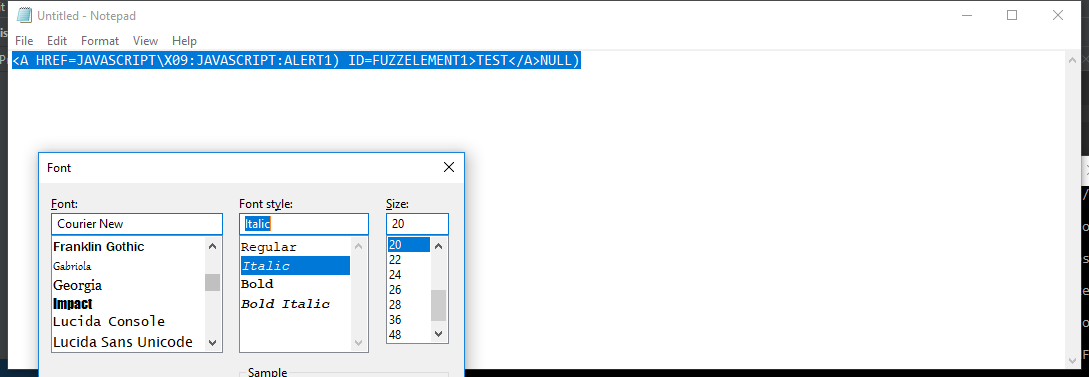 Untitled - Notepad
File Edit Format View Help
<A HREF=JAVASCRIPT\X09:JAVASCRIPT:ALERT1) ID=FUZZELEMENT1>TEST</A>NULL)
Font
Font: Font style: Size:
Courier New Italic 20
Franklin Gothic Regular 20
Gabriola Italic 22
Georgia Bold 24
Impact Bold Italic 26
Lucida Console 28
Lucida Sans Unicode 36
48
Sample